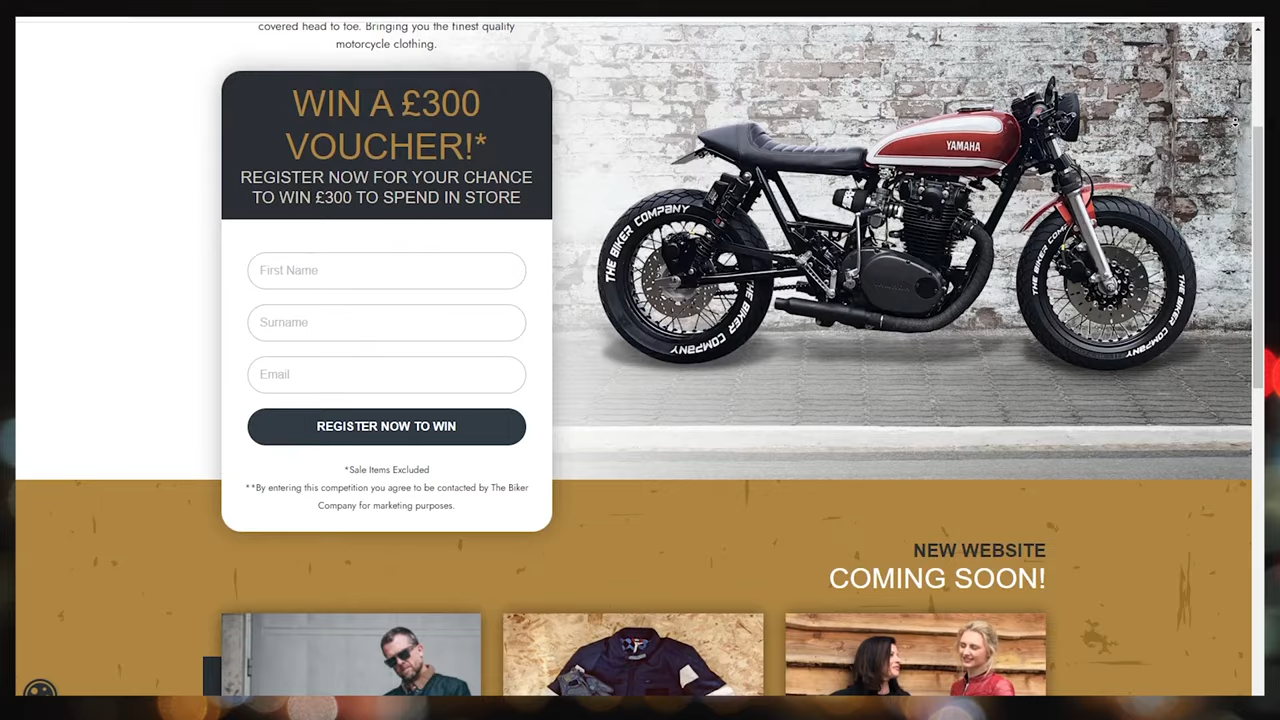 covered head to toe. Bringing you the finest quality
motorcycle clothing.
WIN A £300
VOUCHER!*
REGISTER NOW FOR YOUR CHANCE
TO WIN £300 TO SPEND IN STORE
First Name
Surname
Email
REGISTER NOW TO WIN
*Sale Items Excluded
**By entering this competition you agree to be contacted by The Biker
Company for marketing purposes.
YAMAHA
THE BIKER COMPANY
THE BIKER COMPANY
THE BIKER COMPANY
NEW WEBSITE
COMING SOON!